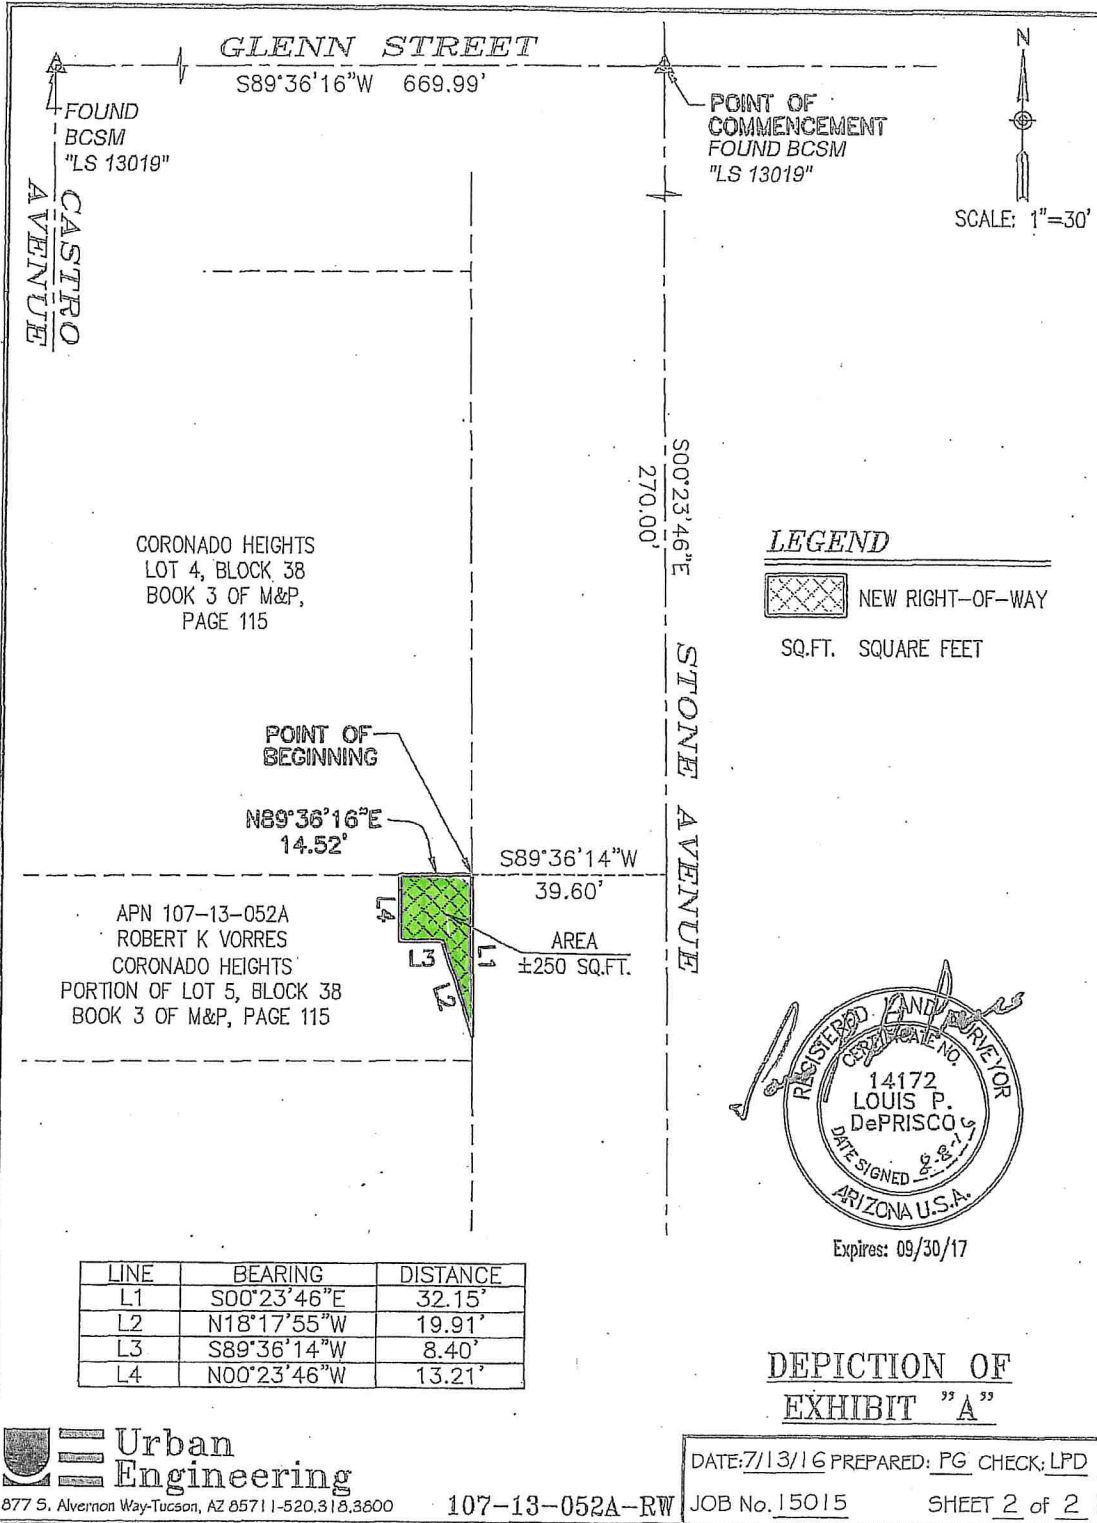 GLENN STREET
S89°36'16"W 669.99'
N
FOUND
BCSM
"LS 13019"
POINT OF
COMMENCEMENT
FOUND BCSM
"LS 13019"
CASTRO
AVENUE
SCALE: 1"=30'
S00°23'46"E
270.00'
CORONADO HEIGHTS
LOT 4, BLOCK 38
BOOK 3 OF M&P,
PAGE 115
LEGEND
NEW RIGHT-OF-WAY
SQ.FT. SQUARE FEET
STONE AVENUE
POINT OF
BEGINNING
N89°36'16"E
14.52'
S89°36'14"W
39.60'
L4
L3
L2
L1
AREA
±250 SQ.FT.
APN 107-13-052A
ROBERT K VORRES
CORONADO HEIGHTS
PORTION OF LOT 5, BLOCK 38
BOOK 3 OF M&P, PAGE 115
REGISTERED LAND SURVEYOR
CERTIFICATE NO.
14172
LOUIS P.
DePRISCO
DATE SIGNED 8-8-16
ARIZONA U.S.A.
Expires: 09/30/17
LINE BEARING DISTANCE
L1 S00°23'46"E 32.15'
L2 N18°17'55"W 19.91'
L3 S89°36'14"W 8.40'
L4 N00°23'46"W 13.21'
DEPICTION OF
EXHIBIT "A"
Urban
Engineering
877 S. Alvernon Way-Tucson, AZ 85711-520.318.3800
107-13-052A-RW
DATE: 7/13/16 PREPARED: PG CHECK: LPD
JOB No. 15015 SHEET 2 of 2